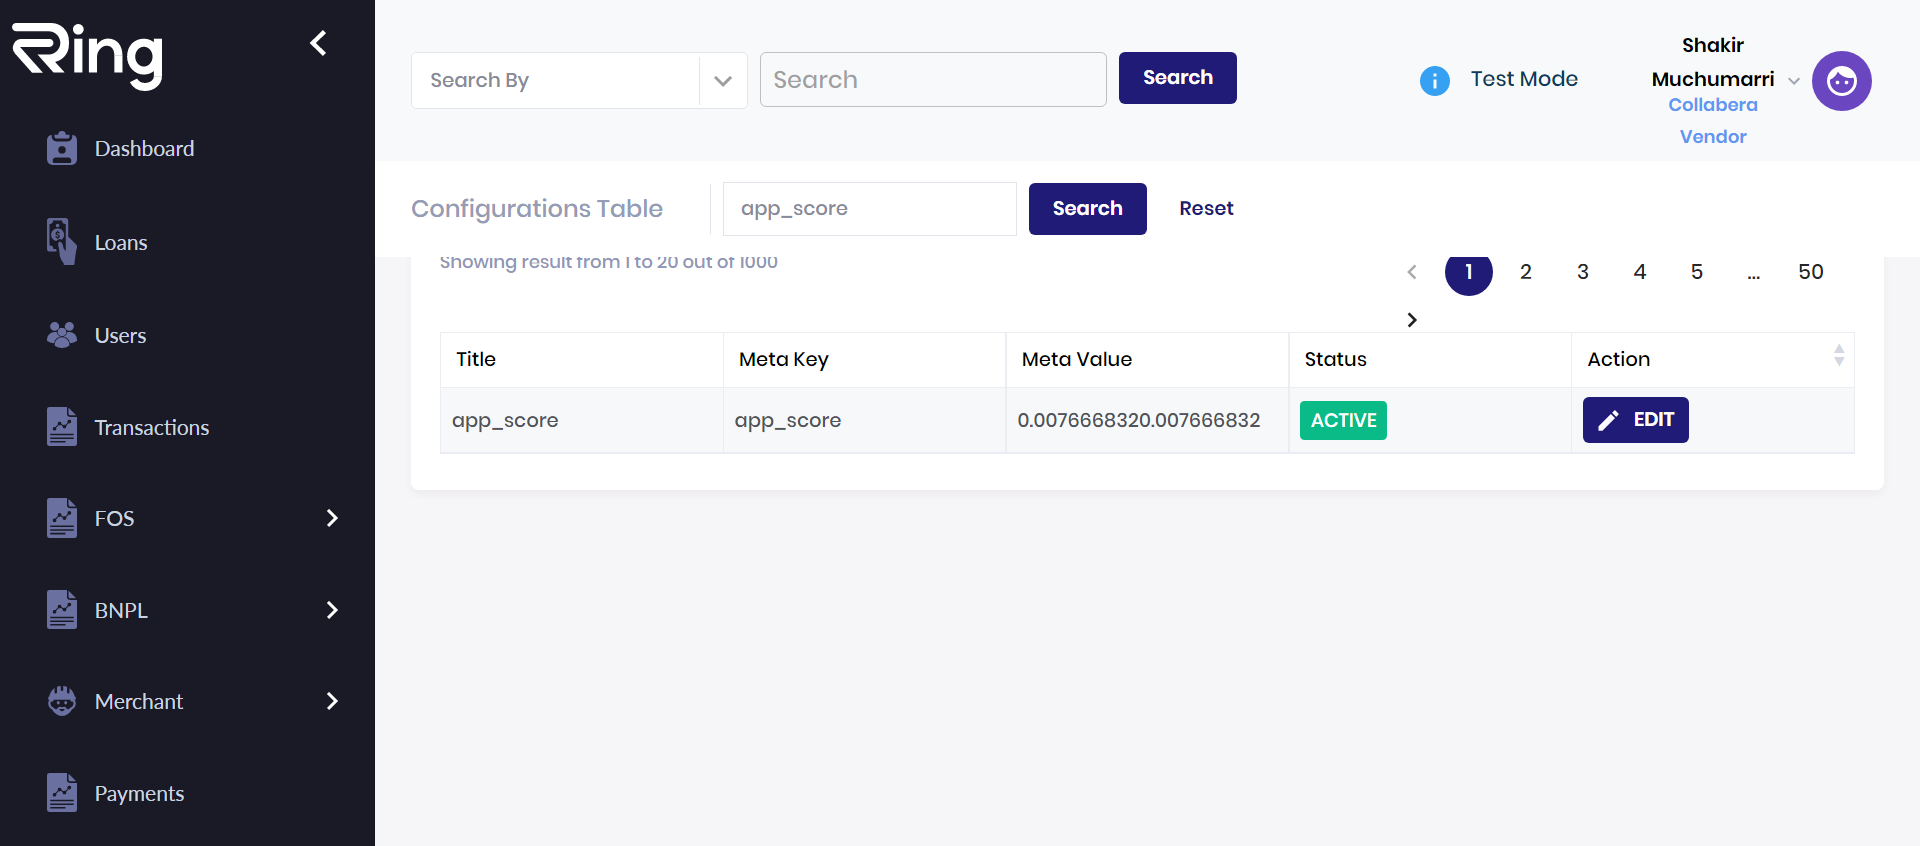 Ring
Dashboard
Loans
Users
Transactions
FOS
BNPL
Merchant
Payments
Search By
Search
Search
Test Mode
Shakir
Muchumarri
Collabera
Vendor
Configurations Table
app_score
Search
Reset
Showing result from 1 to 20 out of 1000
1 2 3 4 5 ... 50
Title Meta Key Meta Value Status Action
app_score app_score 0.0076668320.007666832 ACTIVE EDIT